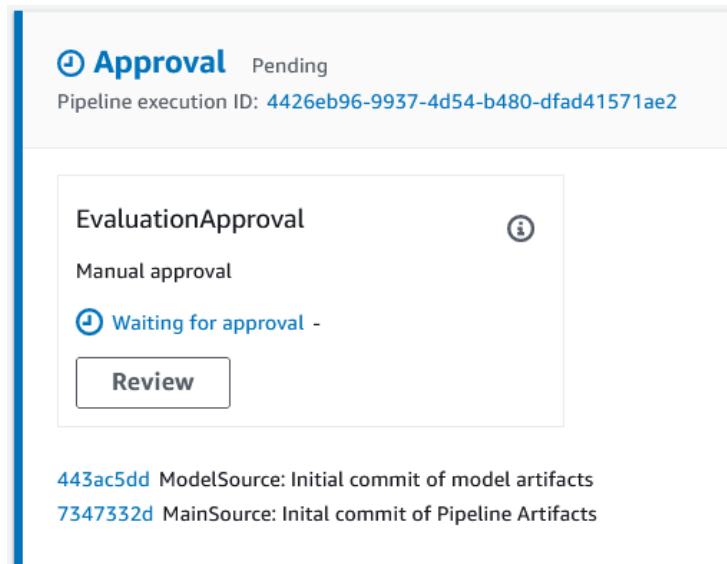 Approval Pending
Pipeline execution ID: 4426eb96-9937-4d54-b480-dfad41571ae2
EvaluationApproval
Manual approval
Waiting for approval -
Review
443ac5dd ModelSource: Initial commit of model artifacts
7347332d MainSource: Inital commit of Pipeline Artifacts